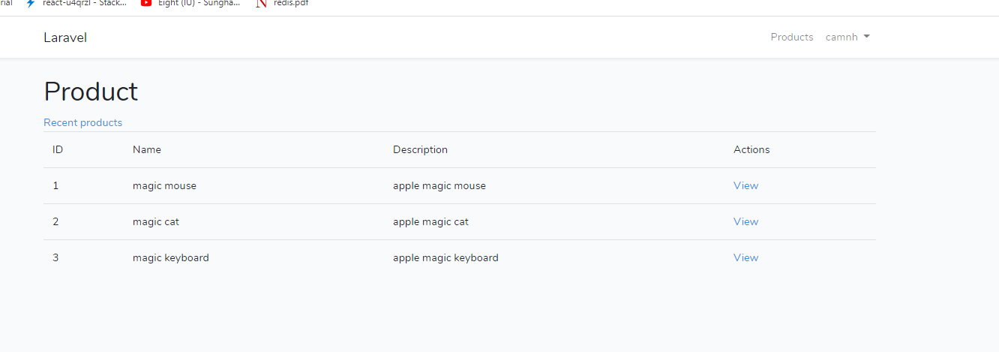 rial react-u4qrzl - Stack... Eight (IU) - Sungha... redis.pdf
Laravel Products camnh
Product
Recent products
ID Name Description Actions
1 magic mouse apple magic mouse View
2 magic cat apple magic cat View
3 magic keyboard apple magic keyboard View